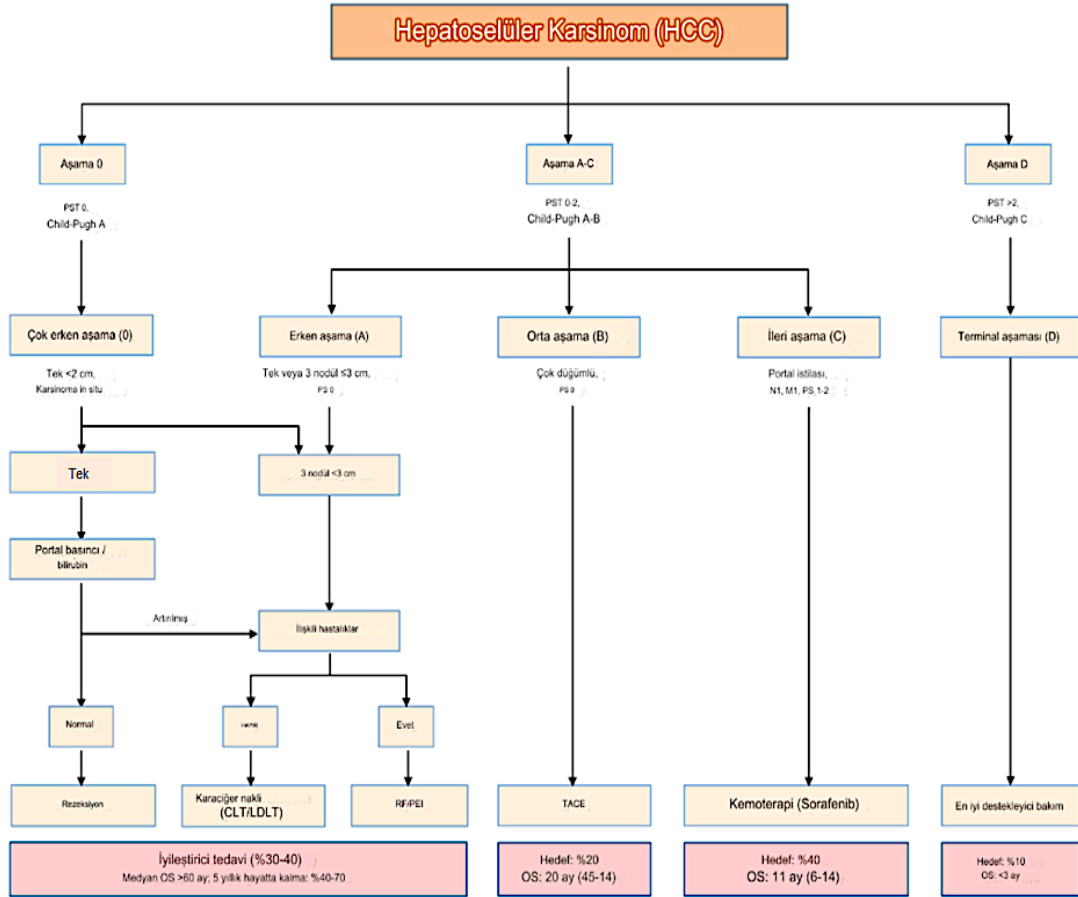 Hepatoselüler Karsinom (HCC)
Aşama 0
Aşama A-C
Aşama D
PST 0,
Child-Pugh A
PST 0-2,
Child-Pugh A-B
PST >2,
Child-Pugh C
Çok erken aşama (0)
Erken aşama (A)
Orta aşama (B)
İleri aşama (C)
Terminal aşaması (D)
Tek <2 cm,
Karsinoma in situ
Tek veya 3 nodül ≤3 cm,
PS 0
Çok düğümlü,
PS 0
Portal istilası,
N1, M1, PS 1-2
Tek
3 nodül <3 cm
Portal basıncı /
bilirubin
Artırılmış
İlişkili hastalıklar
Normal
Evet
Rezeksiyon
Karaciğer nakli
(CLT/LDLT)
RF/PEI
TACE
Kemoterapi (Sorafenib)
En iyi destekleyici bakım
İyileştirici tedavi (%30-40)
Medyan OS >60 ay; 5 yıllık hayatta kalma: %40-70
Hedef: %20
OS: 20 ay (45-14)
Hedef: %40
OS: 11 ay (6-14)
Hedef: %10
OS: <3 ay